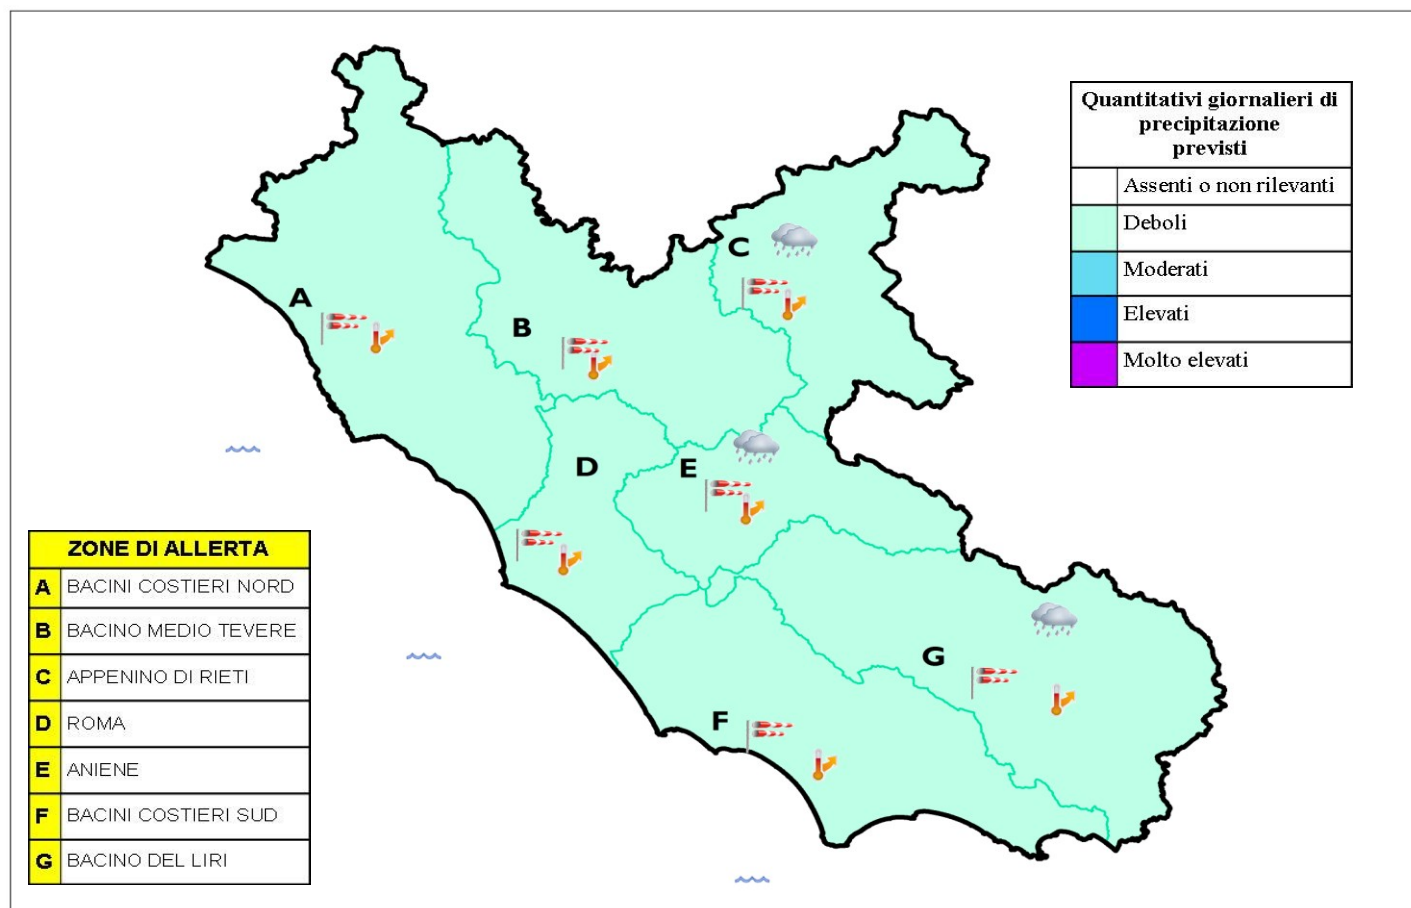 Quantitativi giornalieri di
precipitazione
previsti
Assenti o non rilevanti
Deboli
Moderati
Elevati
Molto elevati
C
A
B
D
E
G
F
ZONE DI ALLERTA
A BACINI COSTIERI NORD
B BACINO MEDIO TEVERE
C APPENINO DI RIETI
D ROMA
E ANIENE
F BACINI COSTIERI SUD
G BACINO DEL LIRI